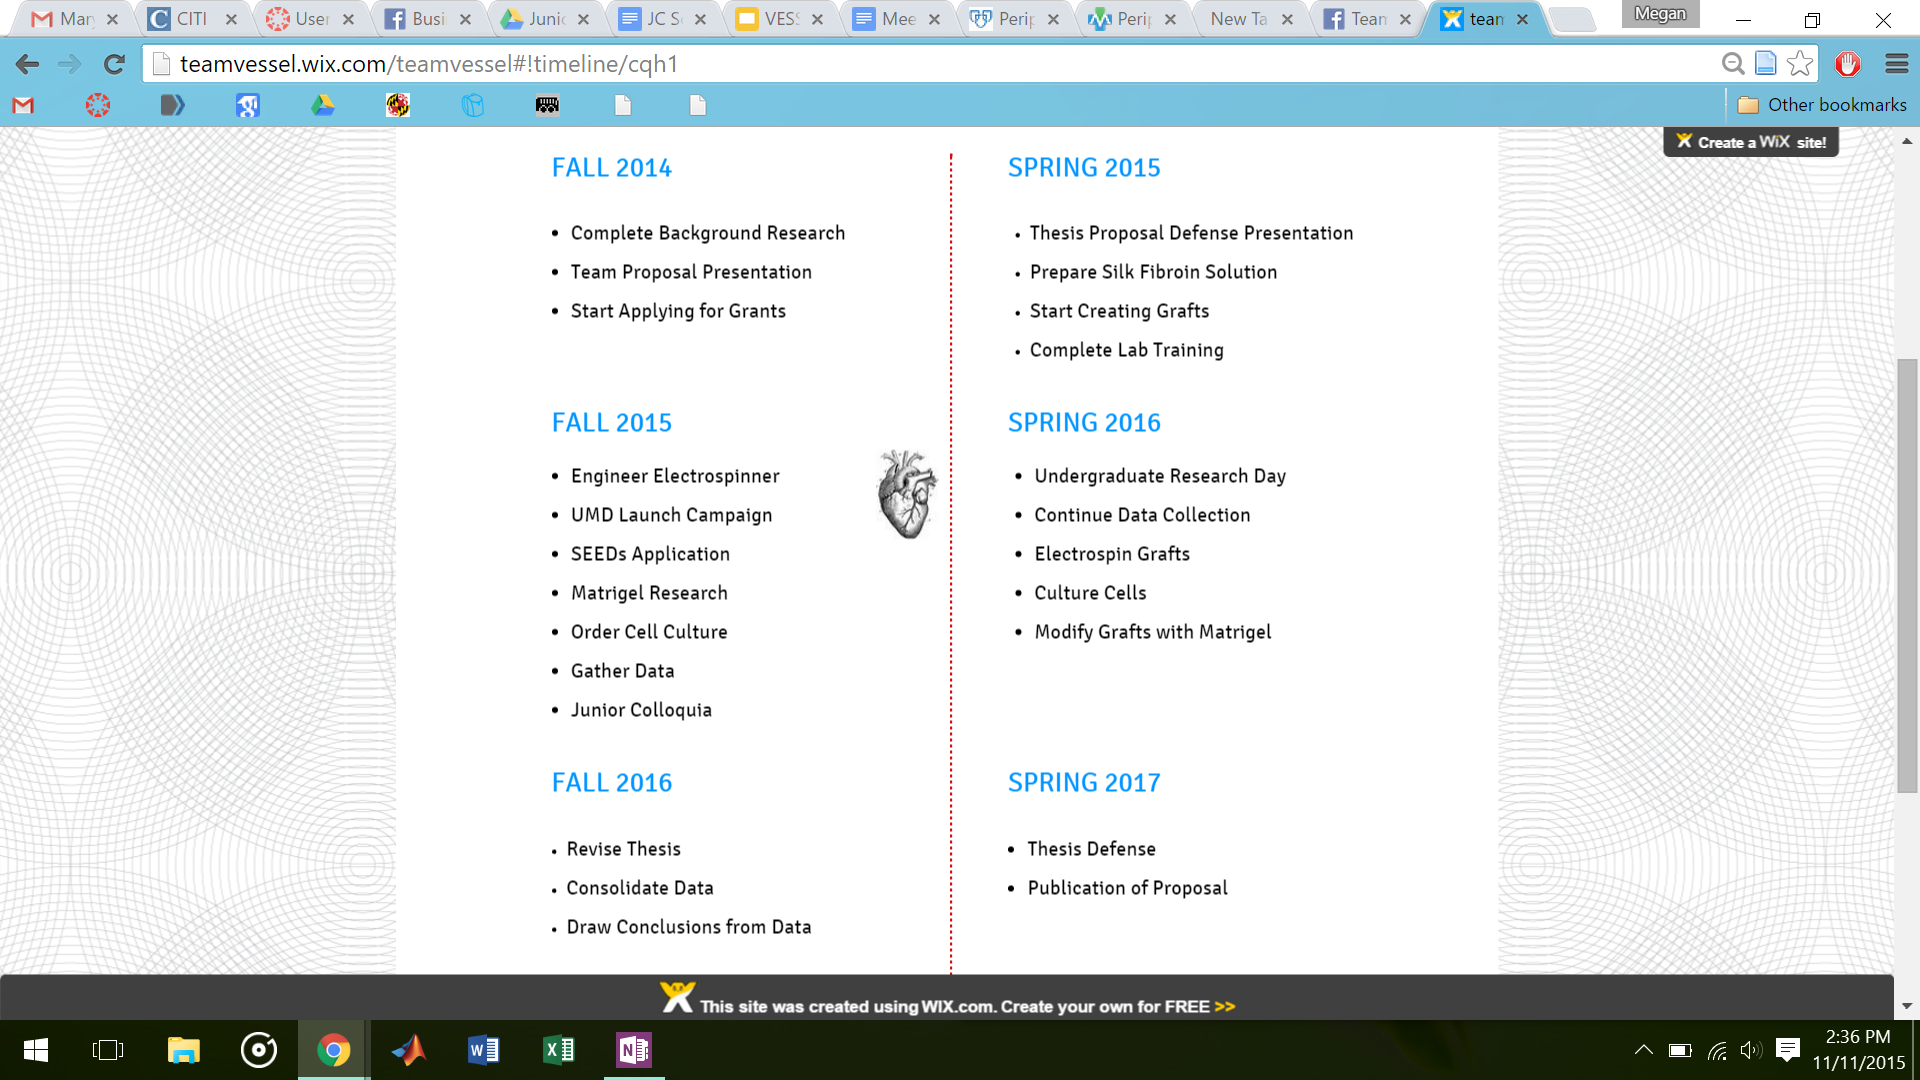 Mary
CITI
User
Busi
Junio
JC S
VESS
Mee
Perip
Perip
New Ta
Team
team
Megan
teamvessel.wix.com/teamvessel#!timeline/cqh1
Other bookmarks
Create a WiX site!
FALL 2014
• Complete Background Research
• Team Proposal Presentation
• Start Applying for Grants
SPRING 2015
• Thesis Proposal Defense Presentation
• Prepare Silk Fibroin Solution
• Start Creating Grafts
• Complete Lab Training
FALL 2015
• Engineer Electrospinner
• UMD Launch Campaign
• SEEDs Application
• Matrigel Research
• Order Cell Culture
• Gather Data
• Junior Colloquia
SPRING 2016
• Undergraduate Research Day
• Continue Data Collection
• Electrospin Grafts
• Culture Cells
• Modify Grafts with Matrigel
FALL 2016
• Revise Thesis
• Consolidate Data
• Draw Conclusions from Data
SPRING 2017
• Thesis Defense
• Publication of Proposal
This site was created using WIX.com. Create your own for FREE >>
2:36 PM
11/11/2015